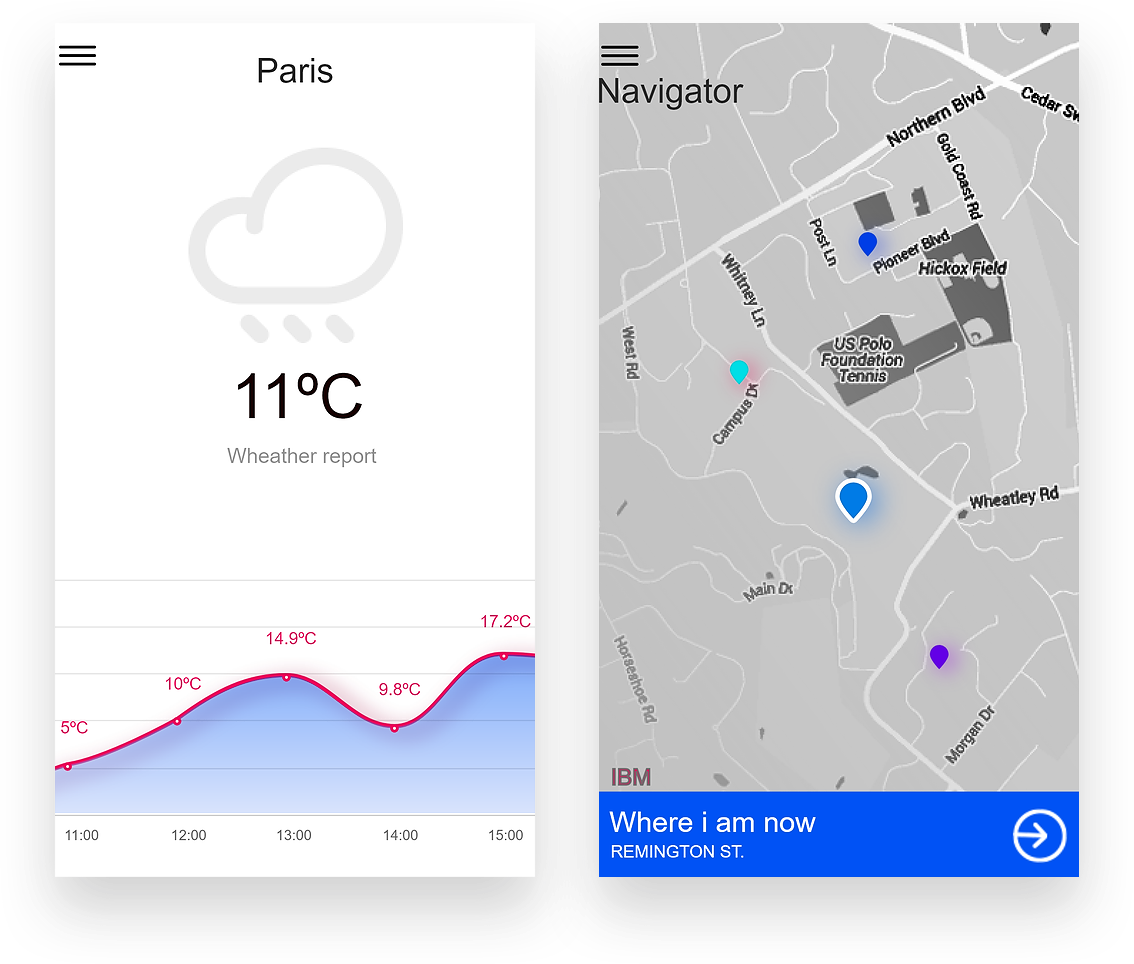 Paris
11ºC
Wheather report
17.2ºC
14.9ºC
10ºC
9.8ºC
5ºC
11:00
12:00
13:00
14:00
15:00
Navigator
Northern Blvd
Cedar Sw
Gold Coast Rd
Post Ln
Pioneer Blvd
Hickox Field
Whitney Ln
West Rd
US Polo
Foundation
Tennis
Campus Dr
Wheatley Rd
Main Dr
Horseshoe Rd
Morgan Dr
IBM
Where i am now
REMINGTON ST.